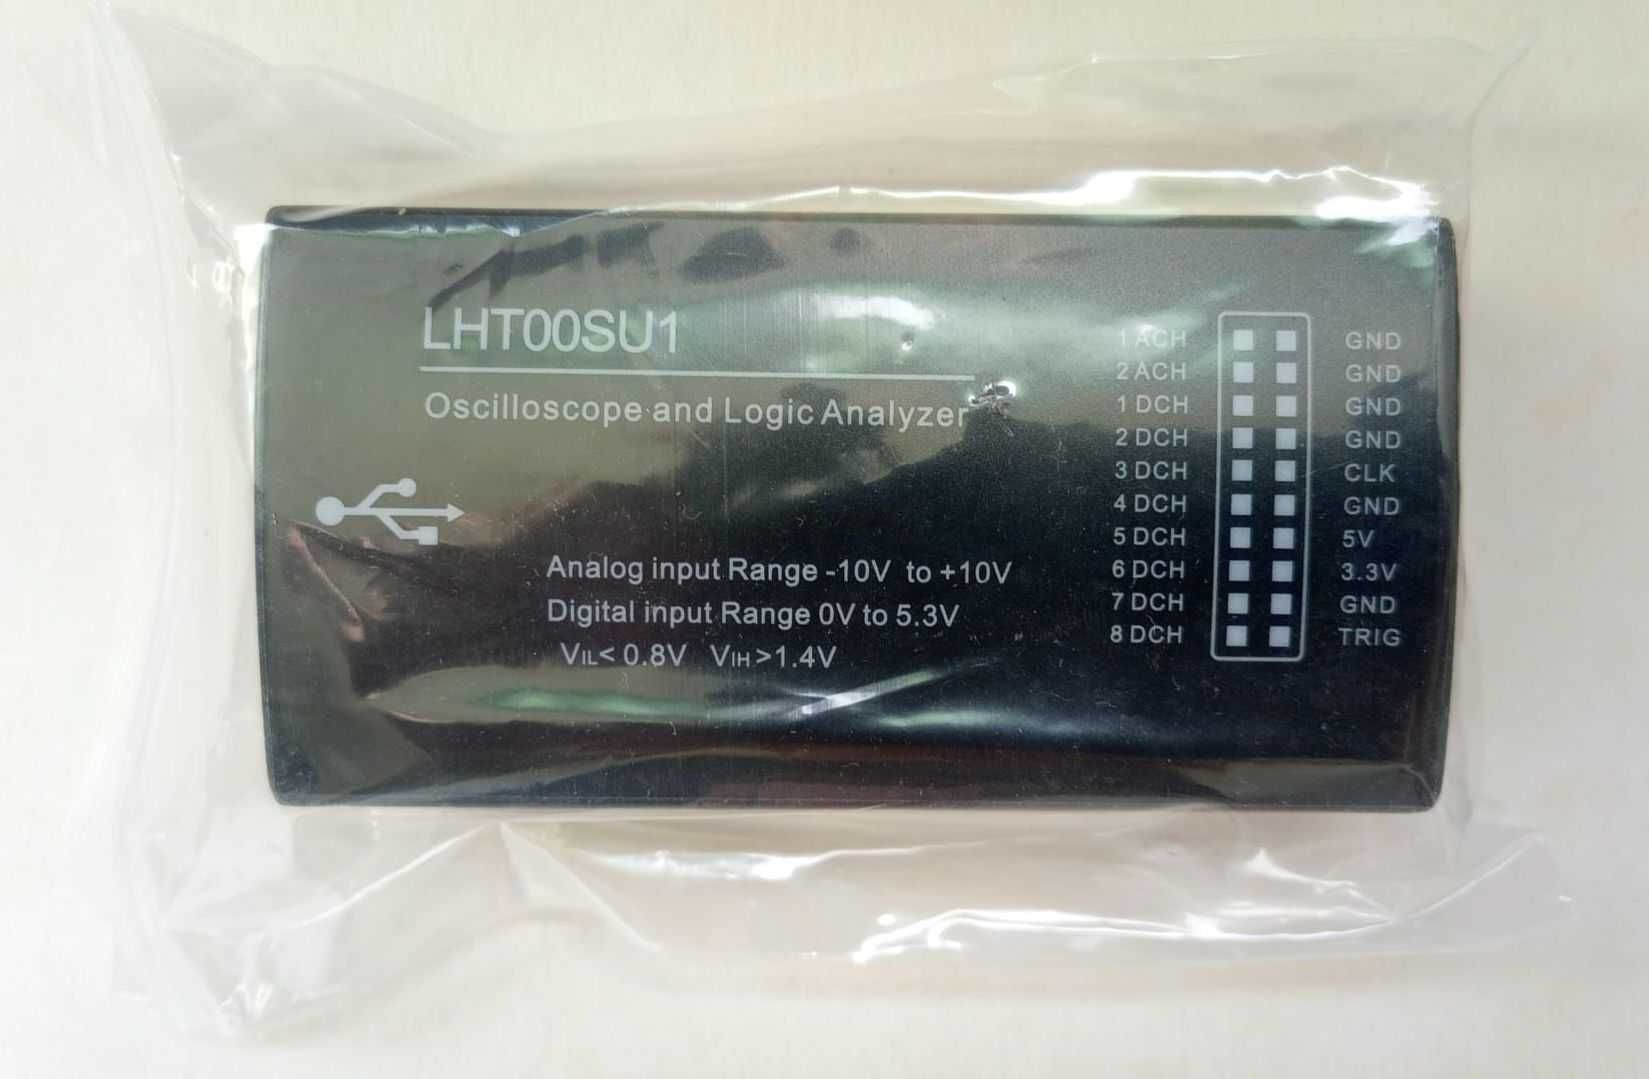 LHT00SU1
Oscilloscope and Logic Analyzer
Analog input Range -10V to +10V
Digital input Range 0V to 5.3V
VIL< 0.8V VIH>1.4V
1 ACH GND
2 ACH GND
1 DCH GND
2 DCH GND
3 DCH CLK
4 DCH GND
5 DCH 5V
6 DCH 3.3V
7 DCH GND
8 DCH TRIG